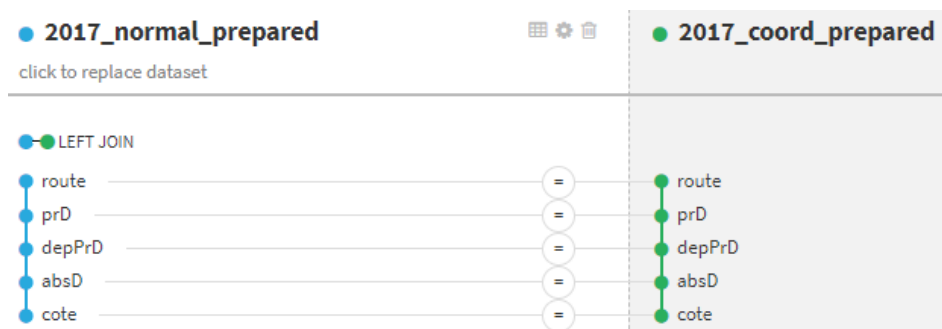 2017_normal_prepared 2017_coord_prepared
click to replace dataset
LEFT JOIN
route = route
prD = prD
depPrD = depPrD
absD = absD
cote = cote